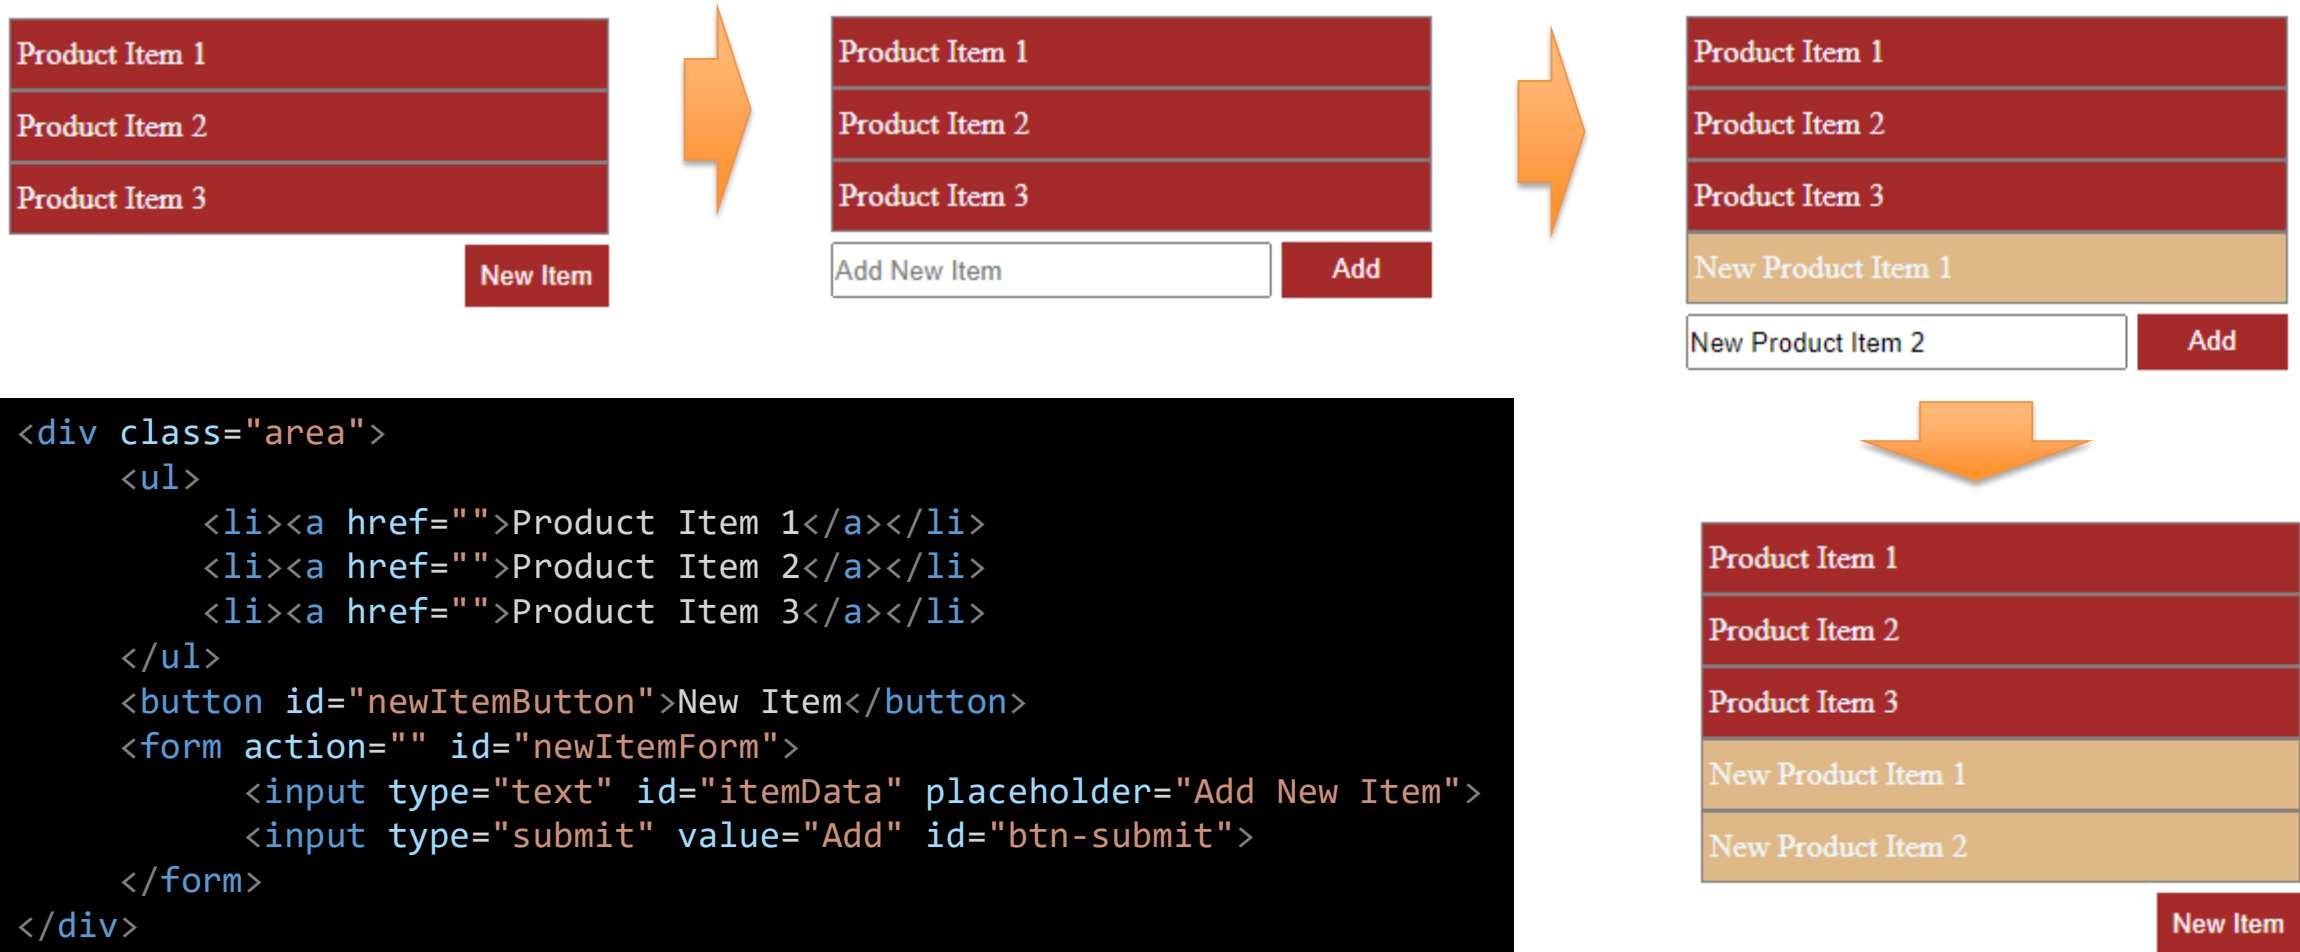 Product Item 1
Product Item 2
Product Item 3
New Item
Product Item 1
Product Item 2
Product Item 3
Add New Item
Add
Product Item 1
Product Item 2
Product Item 3
New Product Item 1
New Product Item 2
Add
<div class="area">
<ul>
<li><a href="">Product Item 1</a></li>
<li><a href="">Product Item 2</a></li>
<li><a href="">Product Item 3</a></li>
</ul>
<button id="newItemButton">New Item</button>
<form action="" id="newItemForm">
<input type="text" id="itemData" placeholder="Add New Item">
<input type="submit" value="Add" id="btn-submit">
</form>
</div>
Product Item 1
Product Item 2
Product Item 3
New Product Item 1
New Product Item 2
New Item